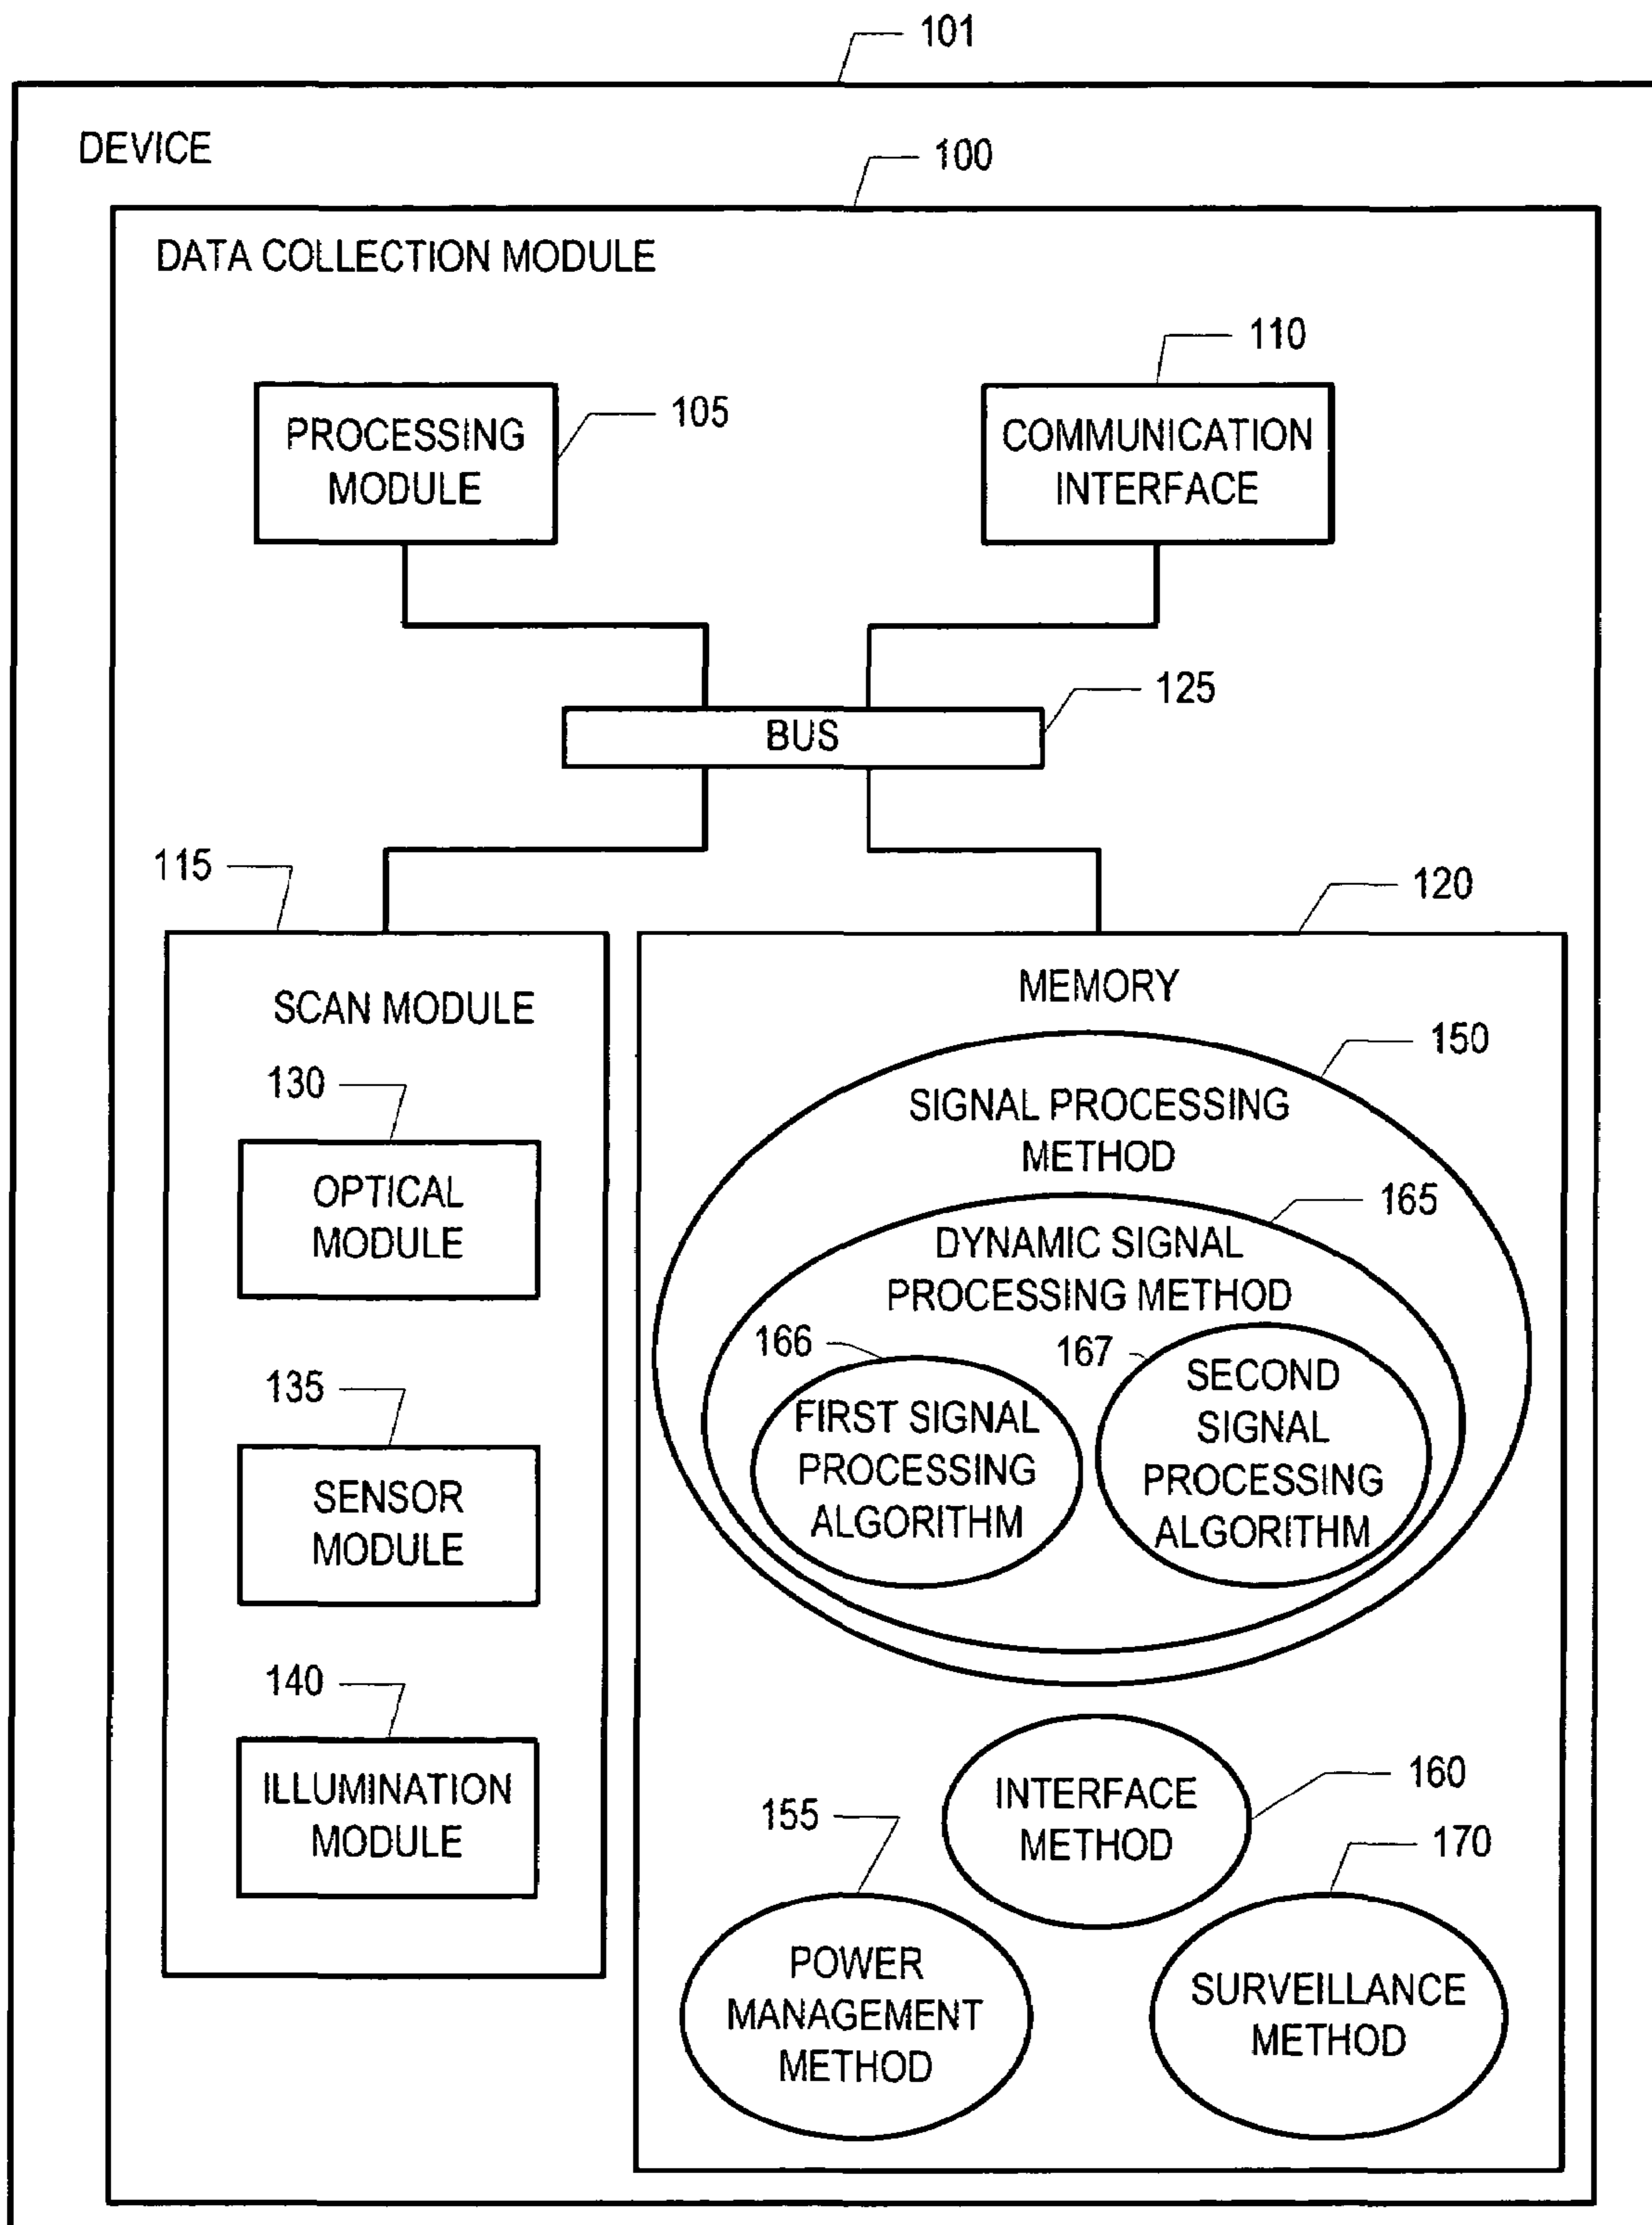 101
DEVICE
100
DATA COLLECTION MODULE
110
105
PROCESSING
MODULE
COMMUNICATION
INTERFACE
125
BUS
115
120
SCAN MODULE
130
OPTICAL
MODULE
135
SENSOR
MODULE
140
ILLUMINATION
MODULE
MEMORY
150
SIGNAL PROCESSING
METHOD
165
DYNAMIC SIGNAL
PROCESSING METHOD
166
FIRST SIGNAL
PROCESSING
ALGORITHM
167
SECOND
SIGNAL
PROCESSING
ALGORITHM
160
INTERFACE
METHOD
155
POWER
MANAGEMENT
METHOD
170
SURVEILLANCE
METHOD